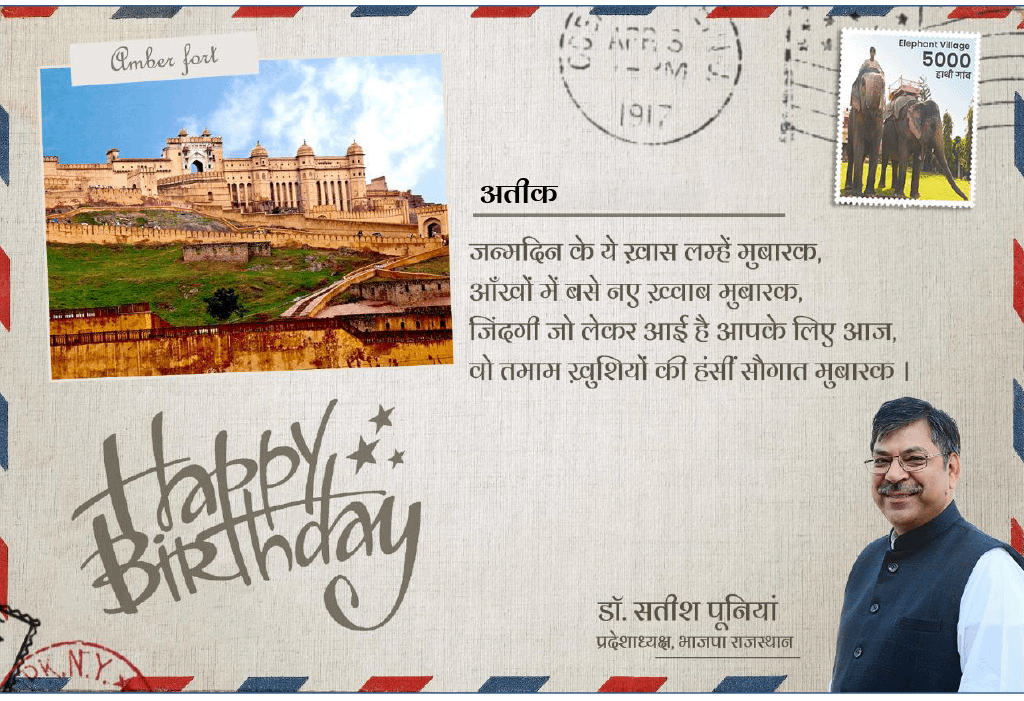 Amber fort
APR 5
PM
1917
Elephant Village
5000
हाथी गांव
अतीक
जन्मदिन के ये ख़ास लम्हें मुबारक,
आँखों में बसे नए ख़्वाब मुबारक,
जिंदगी जो लेकर आई है आपके लिए आज,
वो तमाम ख़ुशियों की हंसीं सौगात मुबारक ।
Happy
Birthday
डॉ. सतीश पूनियां
प्रदेशाध्यक्ष, भाजपा राजस्थान
K.N.Y.